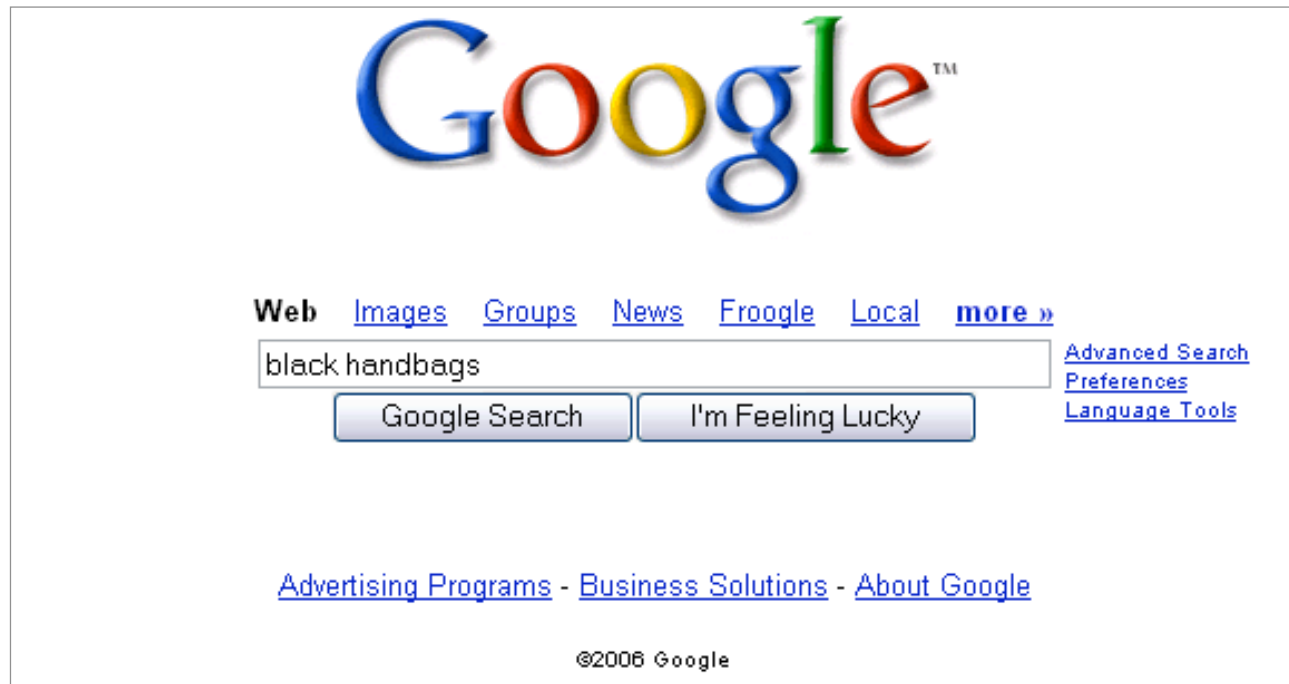 Google™
Web Images Groups News Froogle Local more »
black handbags
Advanced Search
Preferences
Language Tools
Google Search I'm Feeling Lucky
Advertising Programs - Business Solutions - About Google
©2006 Google